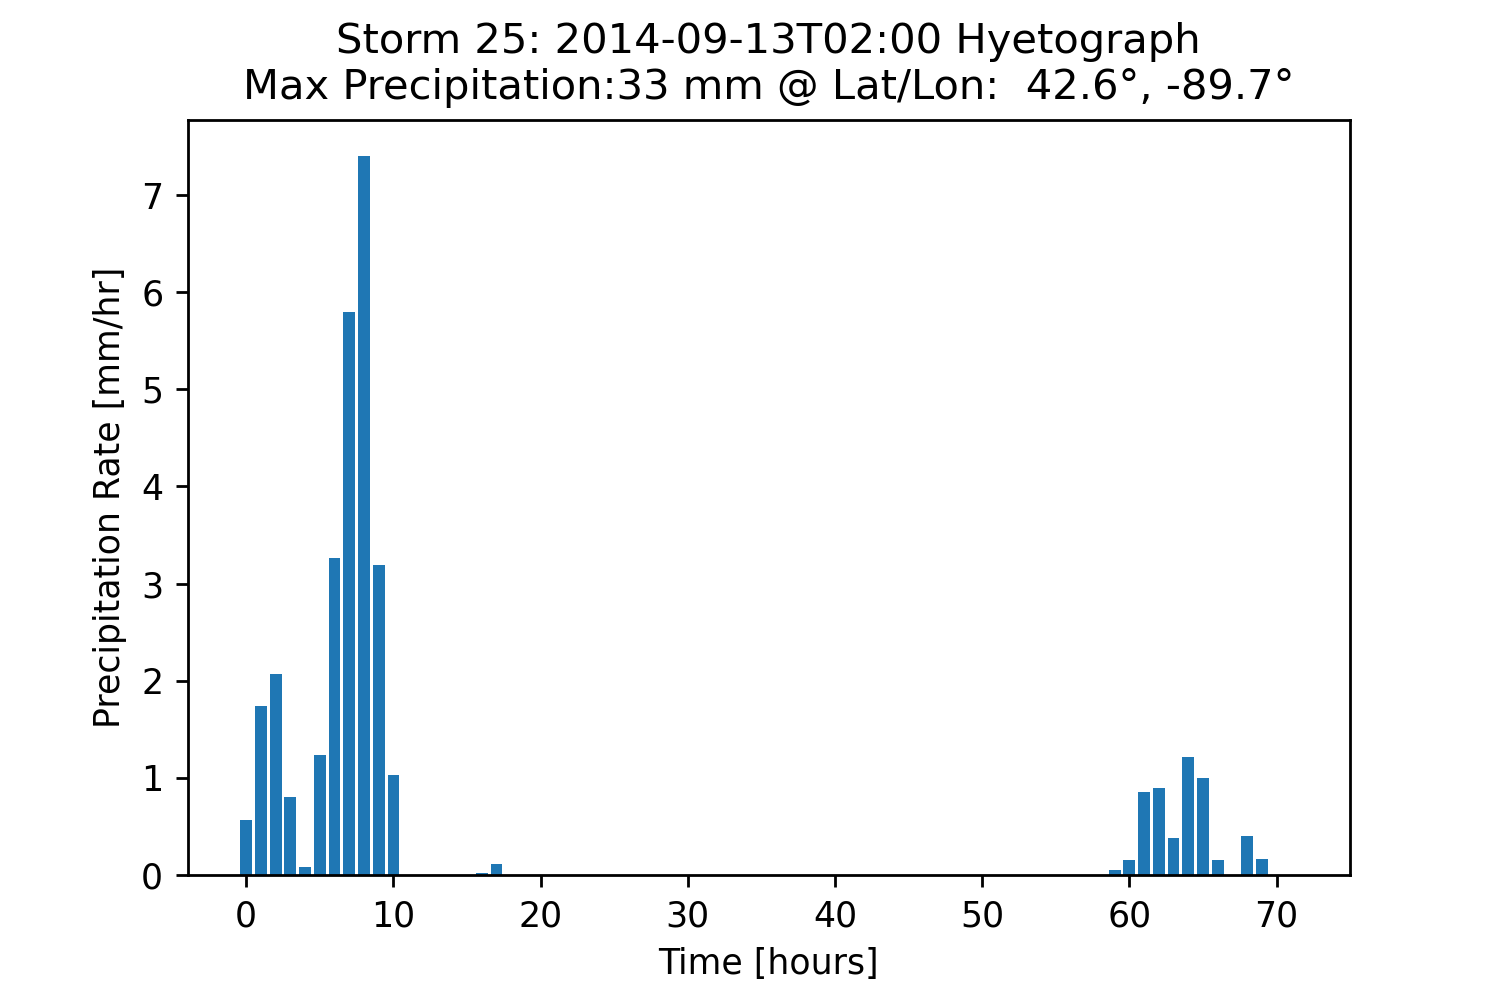 Storm 25: 2014-09-13T02:00 Hyetograph
Max Precipitation:33 mm @ Lat/Lon:  42.6°, -89.7°
Precipitation Rate [mm/hr]
7
6
5
4
3
2
1
0
0 10 20 30 40 50 60 70
Time [hours]